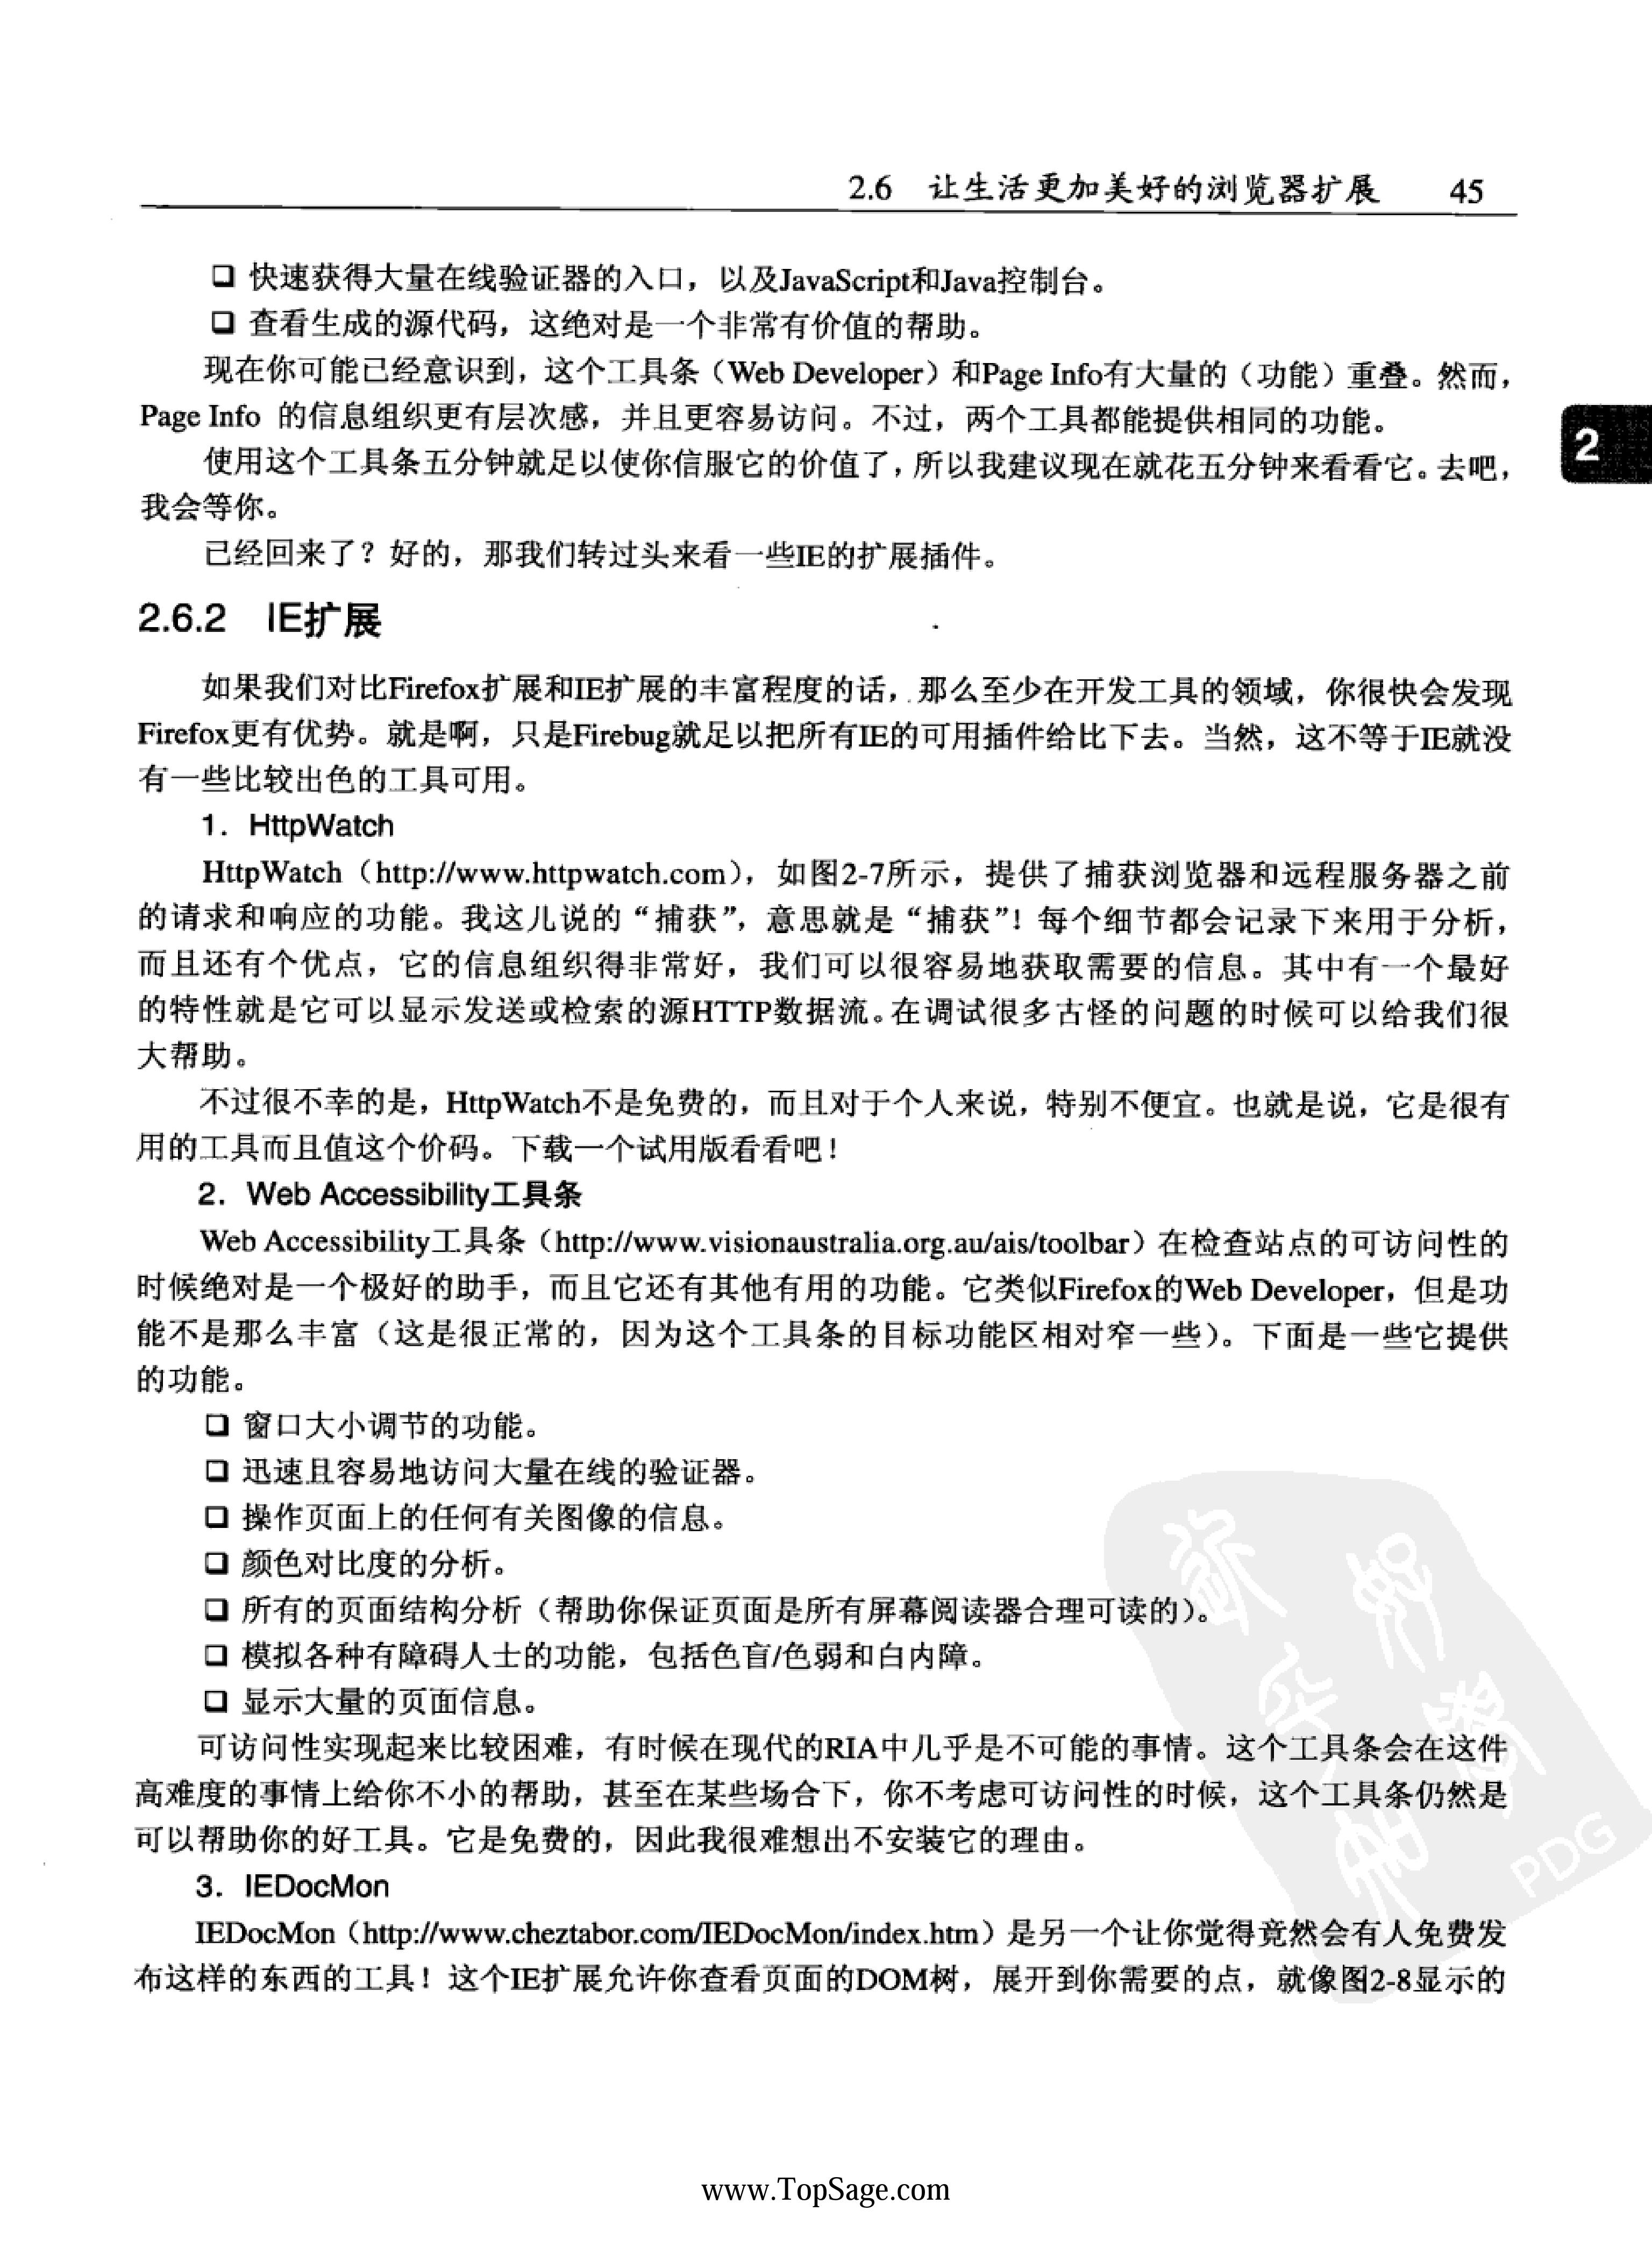 2.6 让生活更加美好的浏览器扩展 45
❑ 快速获得大量在线验证器的入口，以及JavaScript和Java控制台。
❑ 查看生成的源代码，这绝对是一个非常有价值的帮助。
现在你可能已经意识到，这个工具条（Web Developer）和Page Info有大量的（功能）重叠。然而，
Page Info 的信息组织更有层次感，并且更容易访问。不过，两个工具都能提供相同的功能。
2
使用这个工具条五分钟就足以使你信服它的价值了，所以我建议现在就花五分钟来看看它。去吧，
我会等你。
已经回来了？好的，那我们转过头来看一些IE的扩展插件。
2.6.2 IE扩展
如果我们对比Firefox扩展和IE扩展的丰富程度的话，那么至少在开发工具的领域，你很快会发现
Firefox更有优势。就是啊，只是Firebug就足以把所有IE的可用插件给比下去。当然，这不等于IE就没
有一些比较出色的工具可用。
1．HttpWatch
HttpWatch（http://www.httpwatch.com），如图2-7所示，提供了捕获浏览器和远程服务器之前
的请求和响应的功能。我这儿说的“捕获”，意思就是“捕获”！每个细节都会记录下来用于分析，
而且还有个优点，它的信息组织得非常好，我们可以很容易地获取需要的信息。其中有一个最好
的特性就是它可以显示发送或检索的源HTTP数据流。在调试很多古怪的问题的时候可以给我们很
大帮助。
不过很不幸的是，HttpWatch不是免费的，而且对于个人来说，特别不便宜。也就是说，它是很有
用的工具而且值这个价码。下载一个试用版看看吧！
2．Web Accessibility工具条
Web Accessibility工具条（http://www.visionaustralia.org.au/ais/toolbar）在检查站点的可访问性的
时候绝对是一个极好的助手，而且它还有其他有用的功能。它类似Firefox的Web Developer，但是功
能不是那么丰富（这是很正常的，因为这个工具条的目标功能区相对窄一些）。下面是一些它提供
的功能。
❑ 窗口大小调节的功能。
❑ 迅速且容易地访问大量在线的验证器。
❑ 操作页面上的任何有关图像的信息。
❑ 颜色对比度的分析。
❑ 所有的页面结构分析（帮助你保证页面是所有屏幕阅读器合理可读的）。
❑ 模拟各种有障碍人士的功能，包括色盲/色弱和白内障。
❑ 显示大量的页面信息。
可访问性实现起来比较困难，有时候在现代的RIA中几乎是不可能的事情。这个工具条会在这件
高难度的事情上给你不小的帮助，甚至在某些场合下，你不考虑可访问性的时候，这个工具条仍然是
可以帮助你的好工具。它是免费的，因此我很难想出不安装它的理由。
PDG
3．IEDocMon
IEDocMon（http://www.cheztabor.com/IEDocMon/index.htm）是另一个让你觉得竟然会有人免费发
布这样的东西的工具！这个IE扩展允许你查看页面的DOM树，展开到你需要的点，就像图2-8显示的
www.TopSage.com